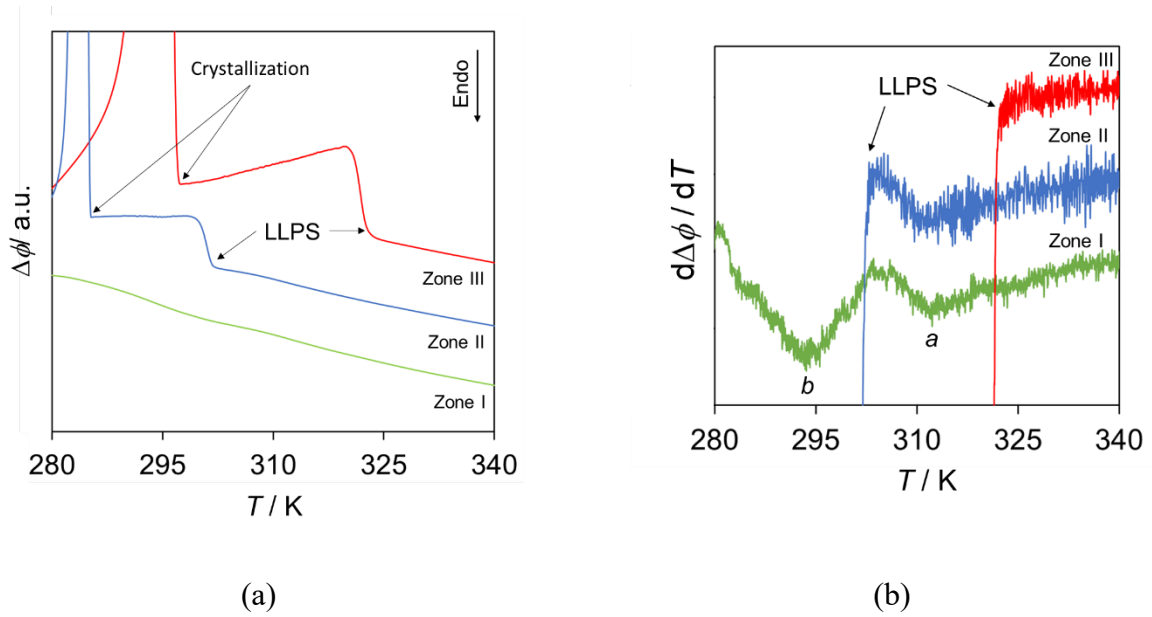 Crystallization
Endo
LLPS
Zone III
Zone II
Zone I
Δϕ/ a.u.
280 295 310 325 340
T / K
(a)
Zone III
LLPS
Zone II
Zone I
a
b
dΔϕ / dT
280 295 310 325 340
T / K
(b)